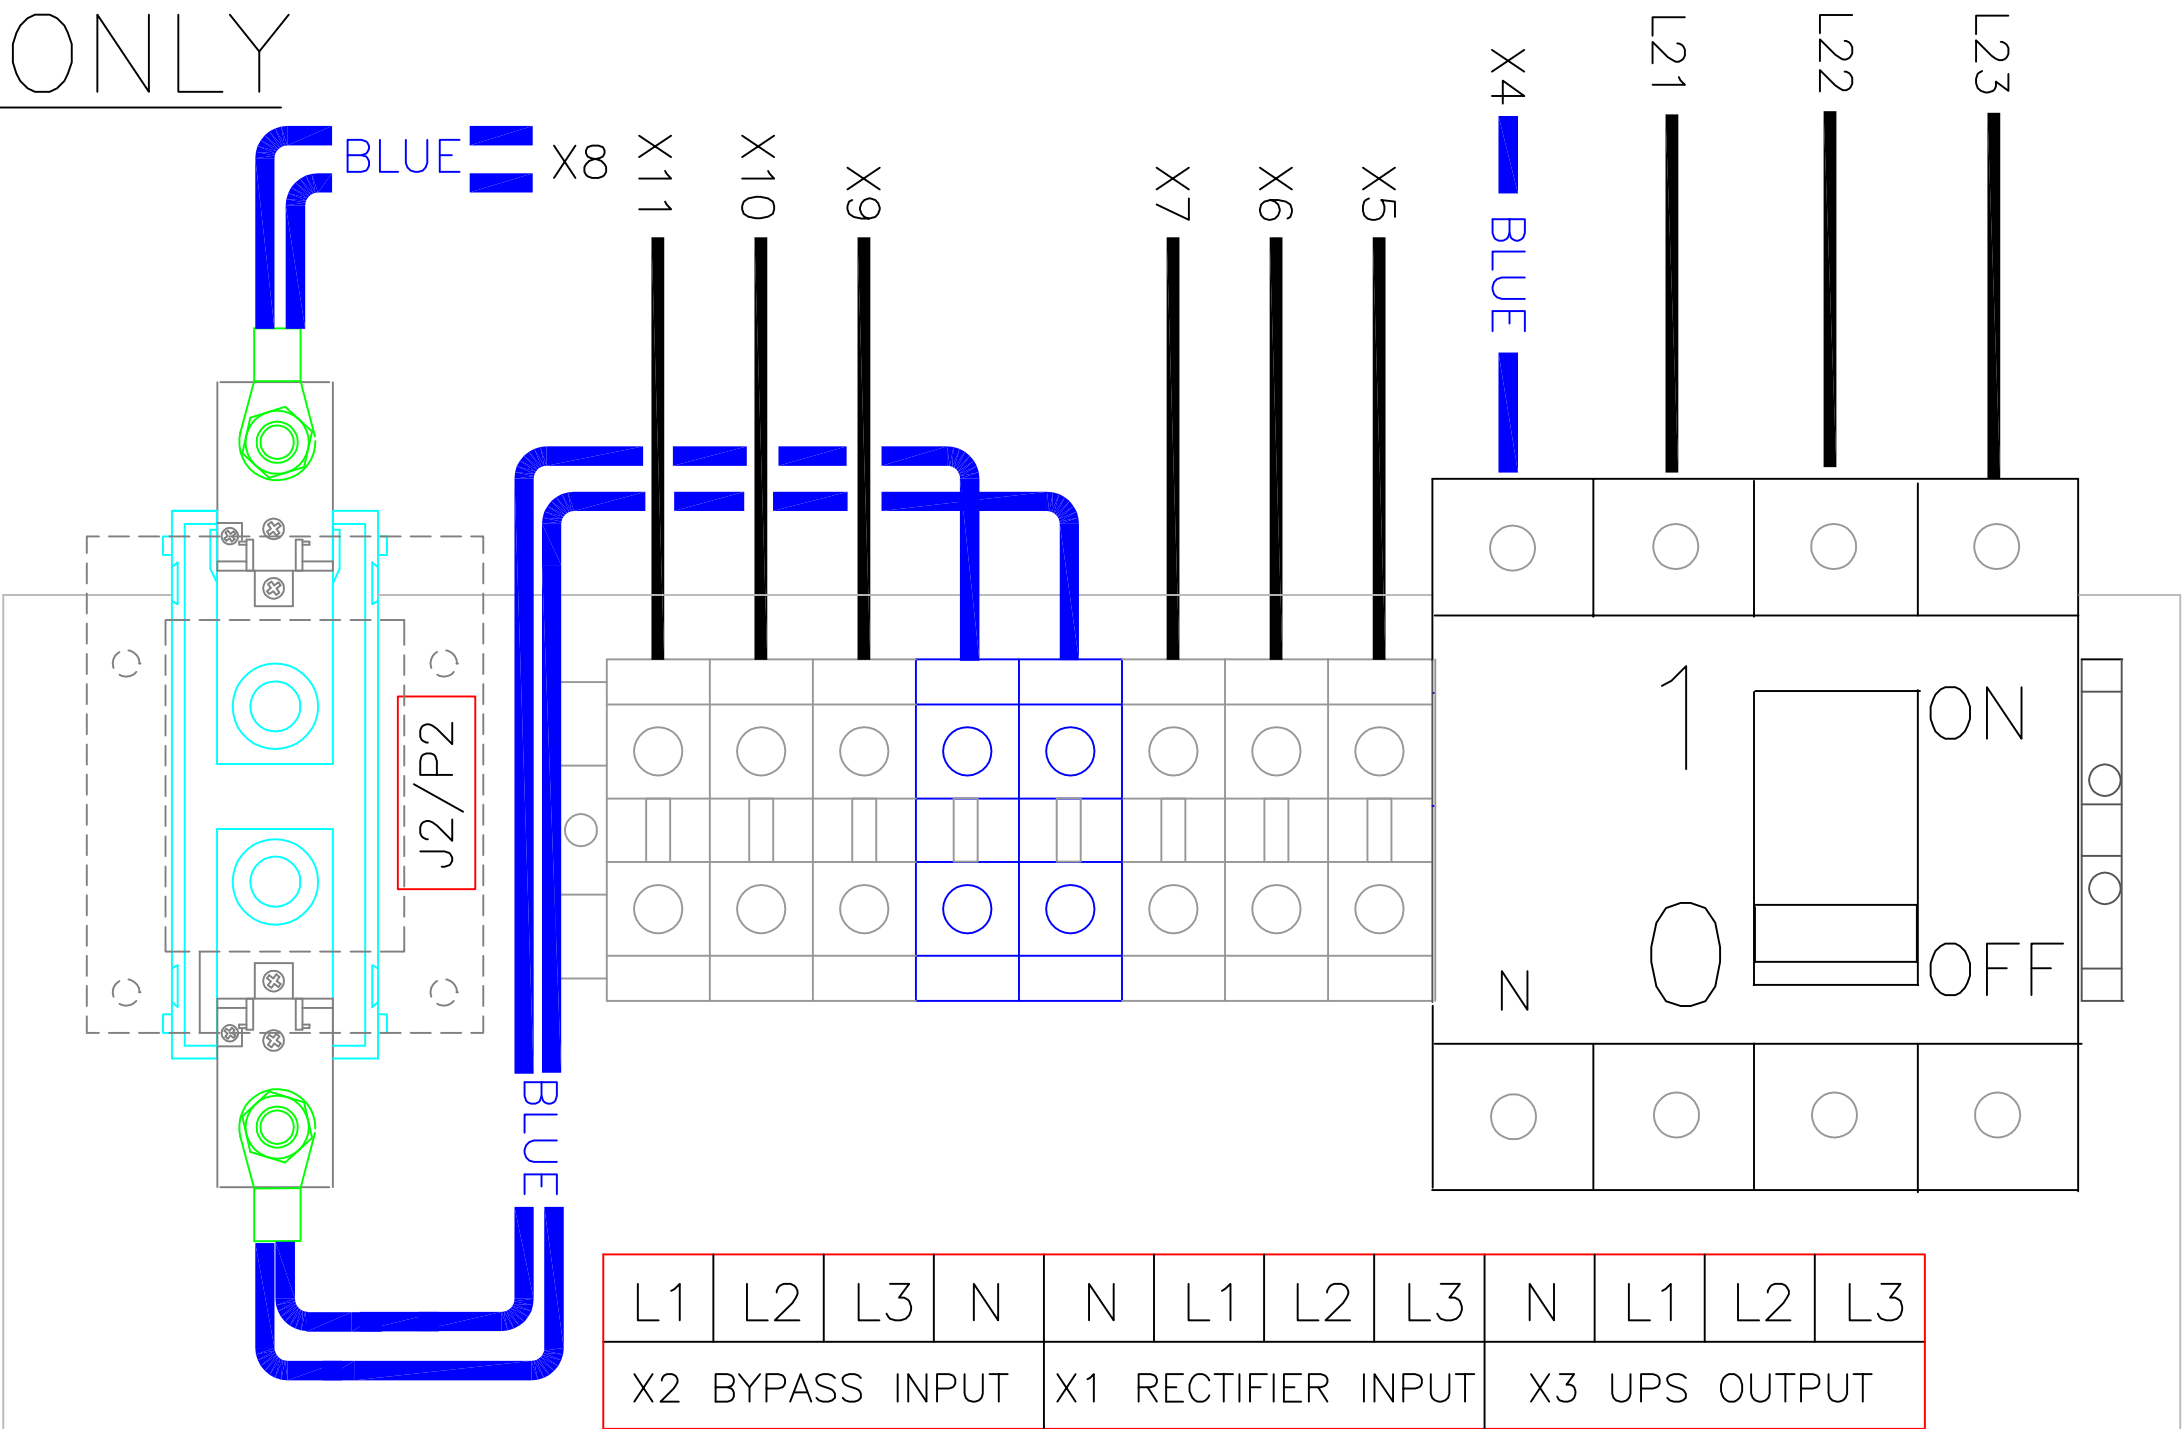 ONLY
BLUE
X8
X11
X10
X9
X7
X6
X5
X4
BLUE
L21
L22
L23
J2/P2
1
ON
N
0
OFF
BLUE
L1 L2 L3 N N L1 L2 L3 N L1 L2 L3
X2 BYPASS INPUT X1 RECTIFIER INPUT X3 UPS OUTPUT